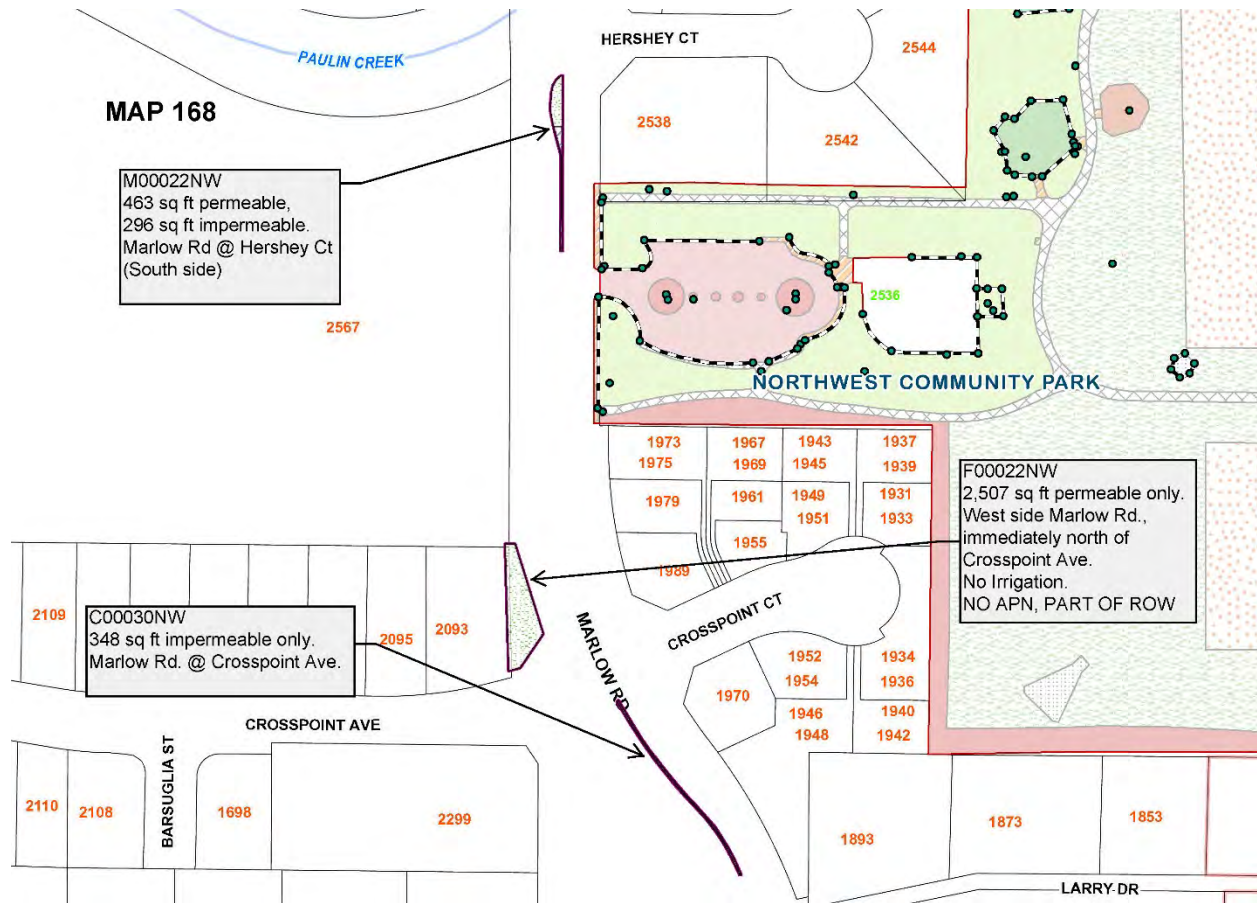 HERSHEY CT
2544
PAULIN CREEK
MAP 168
2538
2542
M00022NW
463 sq ft permeable,
296 sq ft impermeable.
Marlow Rd @ Hershey Ct
(South side)
2567
2536
NORTHWEST COMMUNITY PARK
1973
1967
1943
1937
1975
1969
1945
1939
1979
1961
1949
1931
1951
1933
1955
1989
F00022NW
2,507 sq ft permeable only.
West side Marlow Rd.,
immediately north of
Crosspoint Ave.
No Irrigation.
NO APN, PART OF ROW
2109
2095
2093
C00030NW
348 sq ft impermeable only.
Marlow Rd. @ Crosspoint Ave.
MARLOW RD
CROSSPOINT CT
1952
1934
1954
1936
1970
1946
1940
1948
1942
CROSSPOINT AVE
BARSUGLIA ST
2110
2108
1698
2299
1893
1873
1853
LARRY DR